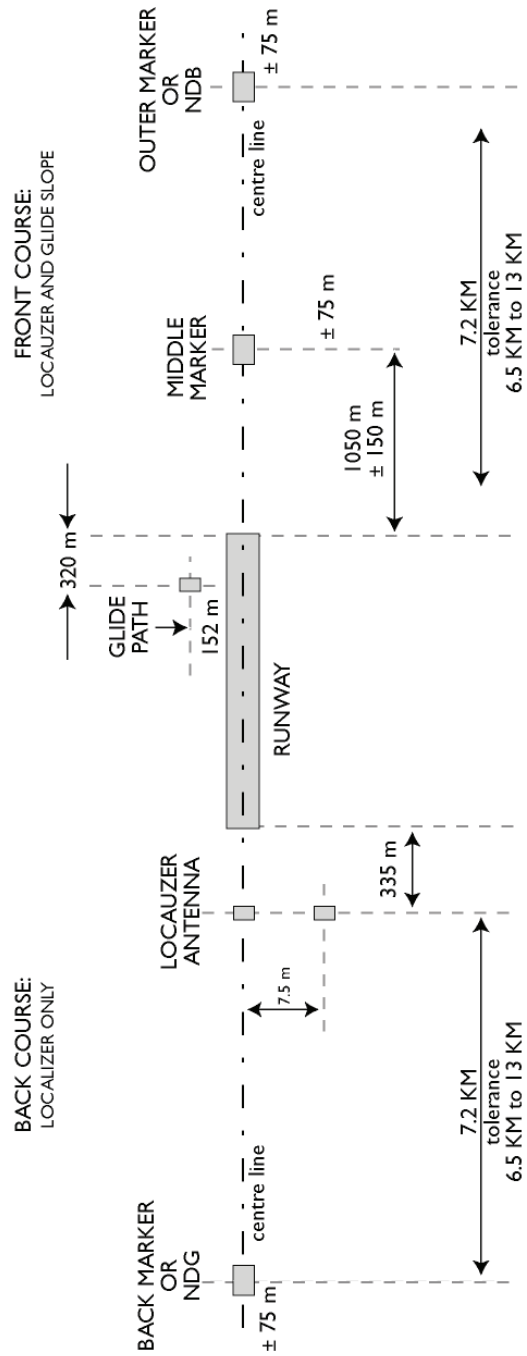 BACK COURSE:
LOCALIZER ONLY
FRONT COURSE:
LOCAUZER AND GLIDE SLOPE
BACK MARKER
OR
NDG
± 75 m
centre line
LOCAUZER
ANTENNA
7.5 m
335 m
7.2 KM
tolerance
6.5 KM to 13 KM
RUNWAY
GLIDE
PATH
152 m
320 m
MIDDLE
MARKER
± 75 m
1050 m
± 150 m
OUTER MARKER
OR
NDB
± 75 m
centre line
7.2 KM
tolerance
6.5 KM to 13 KM